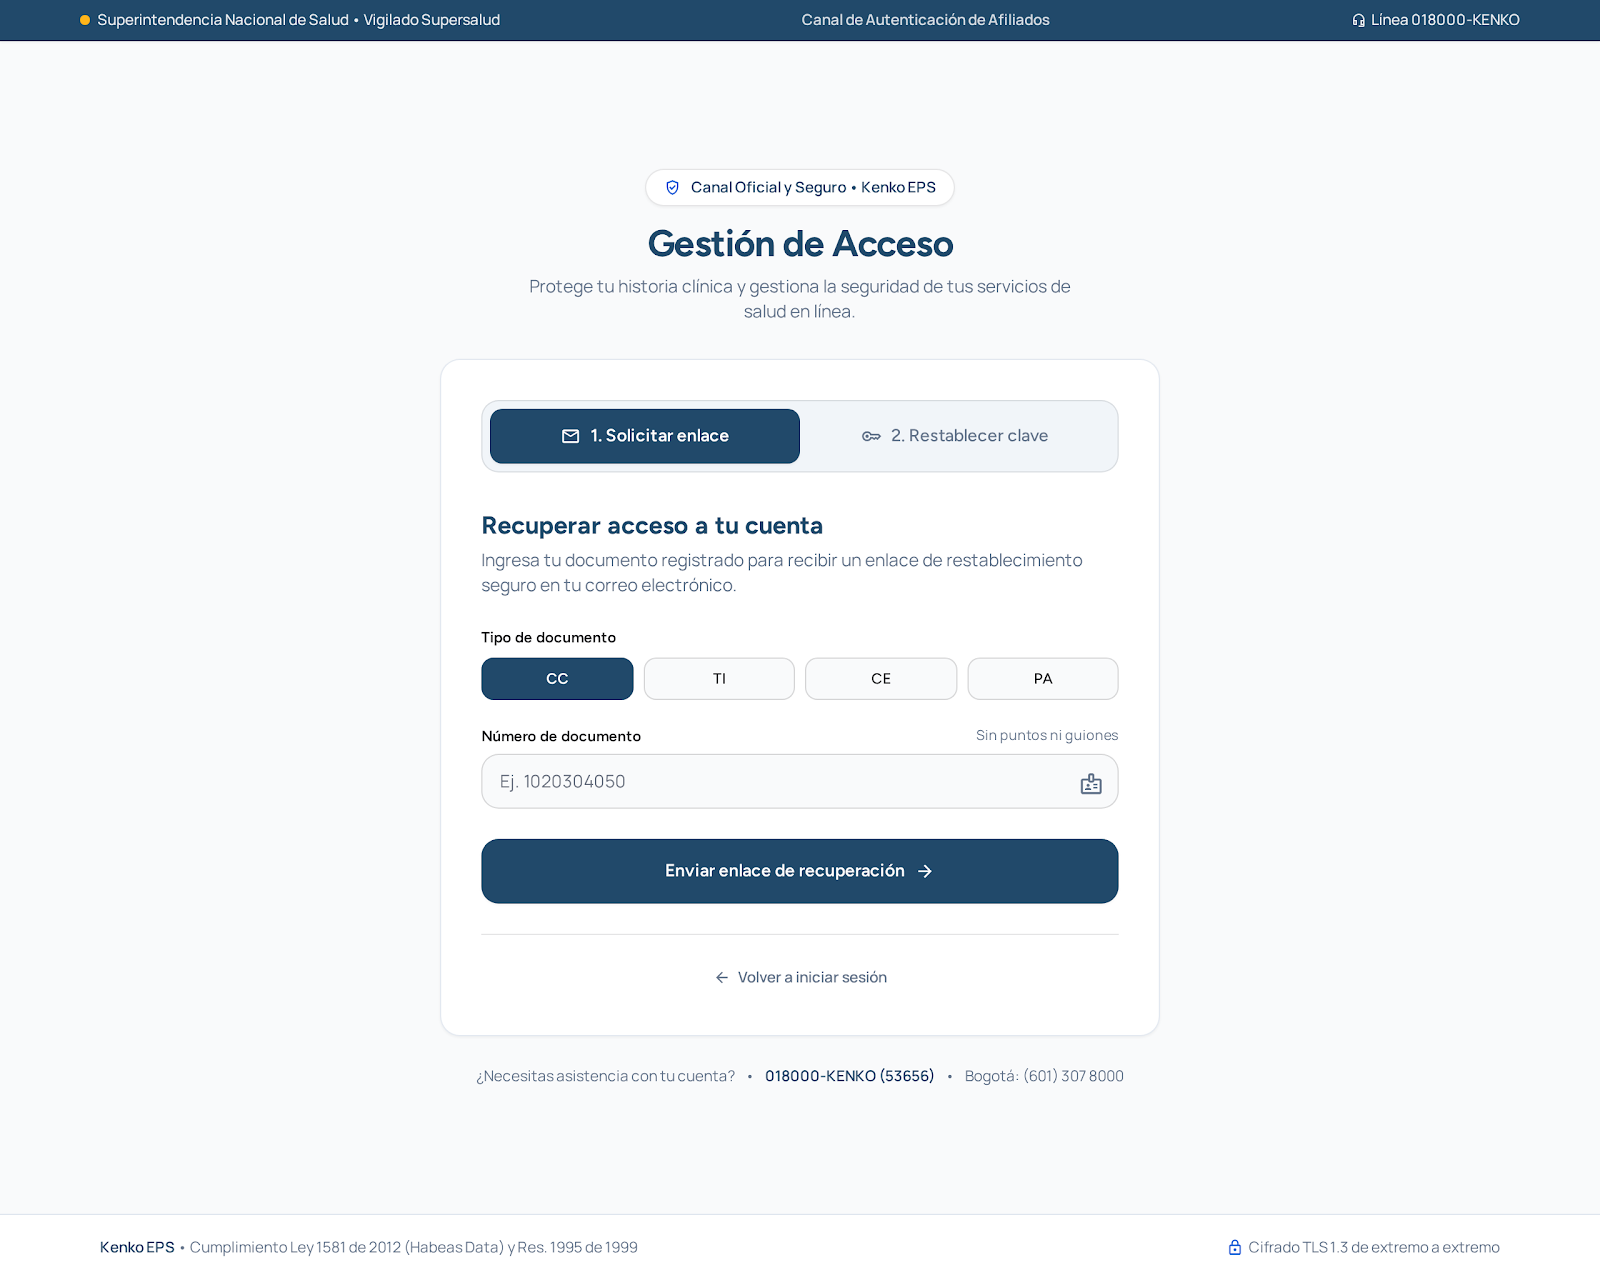 Superintendencia Nacional de Salud • Vigilado Supersalud
Canal de Autenticación de Afiliados
Línea 018000-KENKO
Canal Oficial y Seguro • Kenko EPS
Gestión de Acceso
Protege tu historia clínica y gestiona la seguridad de tus servicios de
salud en línea.
1. Solicitar enlace
2. Restablecer clave
Recuperar acceso a tu cuenta
Ingresa tu documento registrado para recibir un enlace de restablecimiento
seguro en tu correo electrónico.
Tipo de documento
CC
TI
CE
PA
Número de documento
Sin puntos ni guiones
Ej. 1020304050
Enviar enlace de recuperación →
← Volver a iniciar sesión
¿Necesitas asistencia con tu cuenta? • 018000-KENKO (53656) • Bogotá: (601) 307 8000
Kenko EPS • Cumplimiento Ley 1581 de 2012 (Habeas Data) y Res. 1995 de 1999
Cifrado TLS 1.3 de extremo a extremo